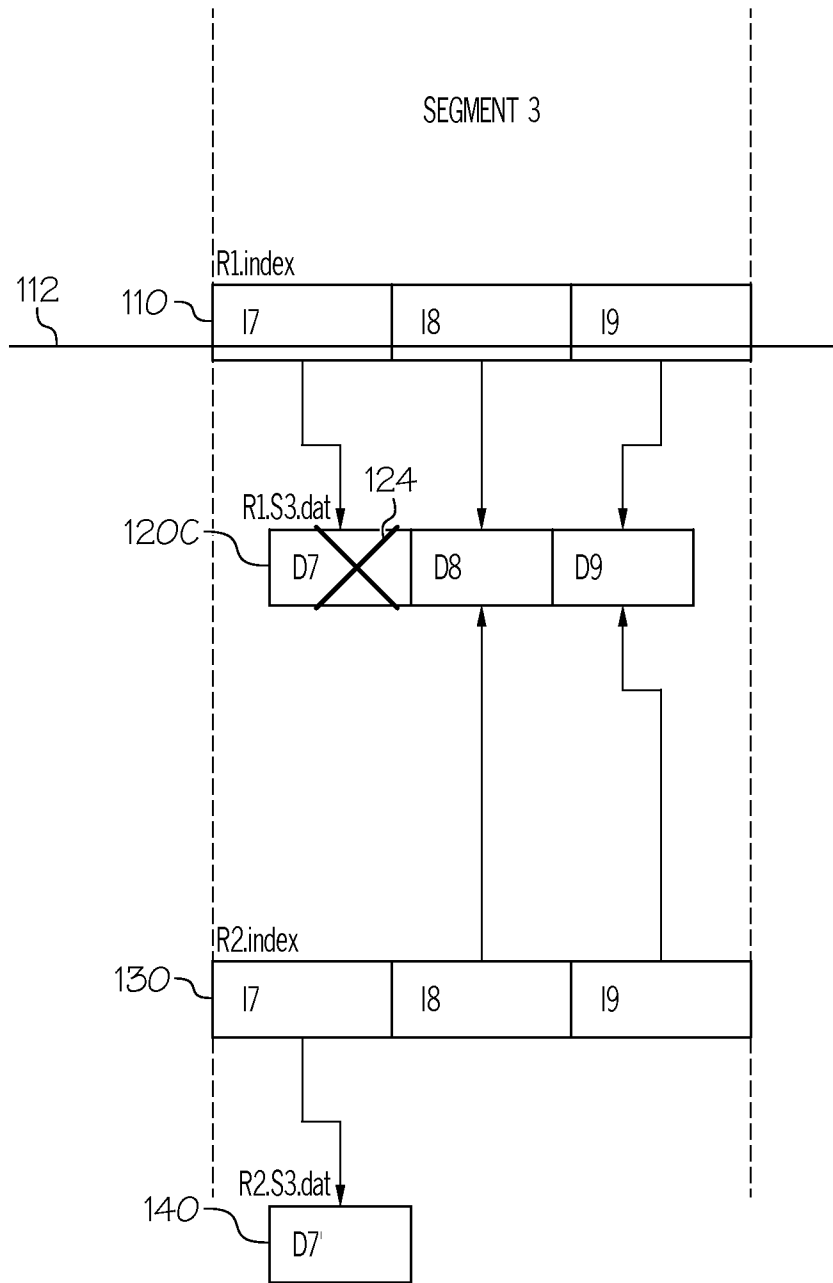 SEGMENT 3
R1.index
112
110
I7 I8 I9
R1.S3.dat
124
120C
D7 D8 D9
R2.index
130
I7 I8 I9
R2.S3.dat
140
D7'